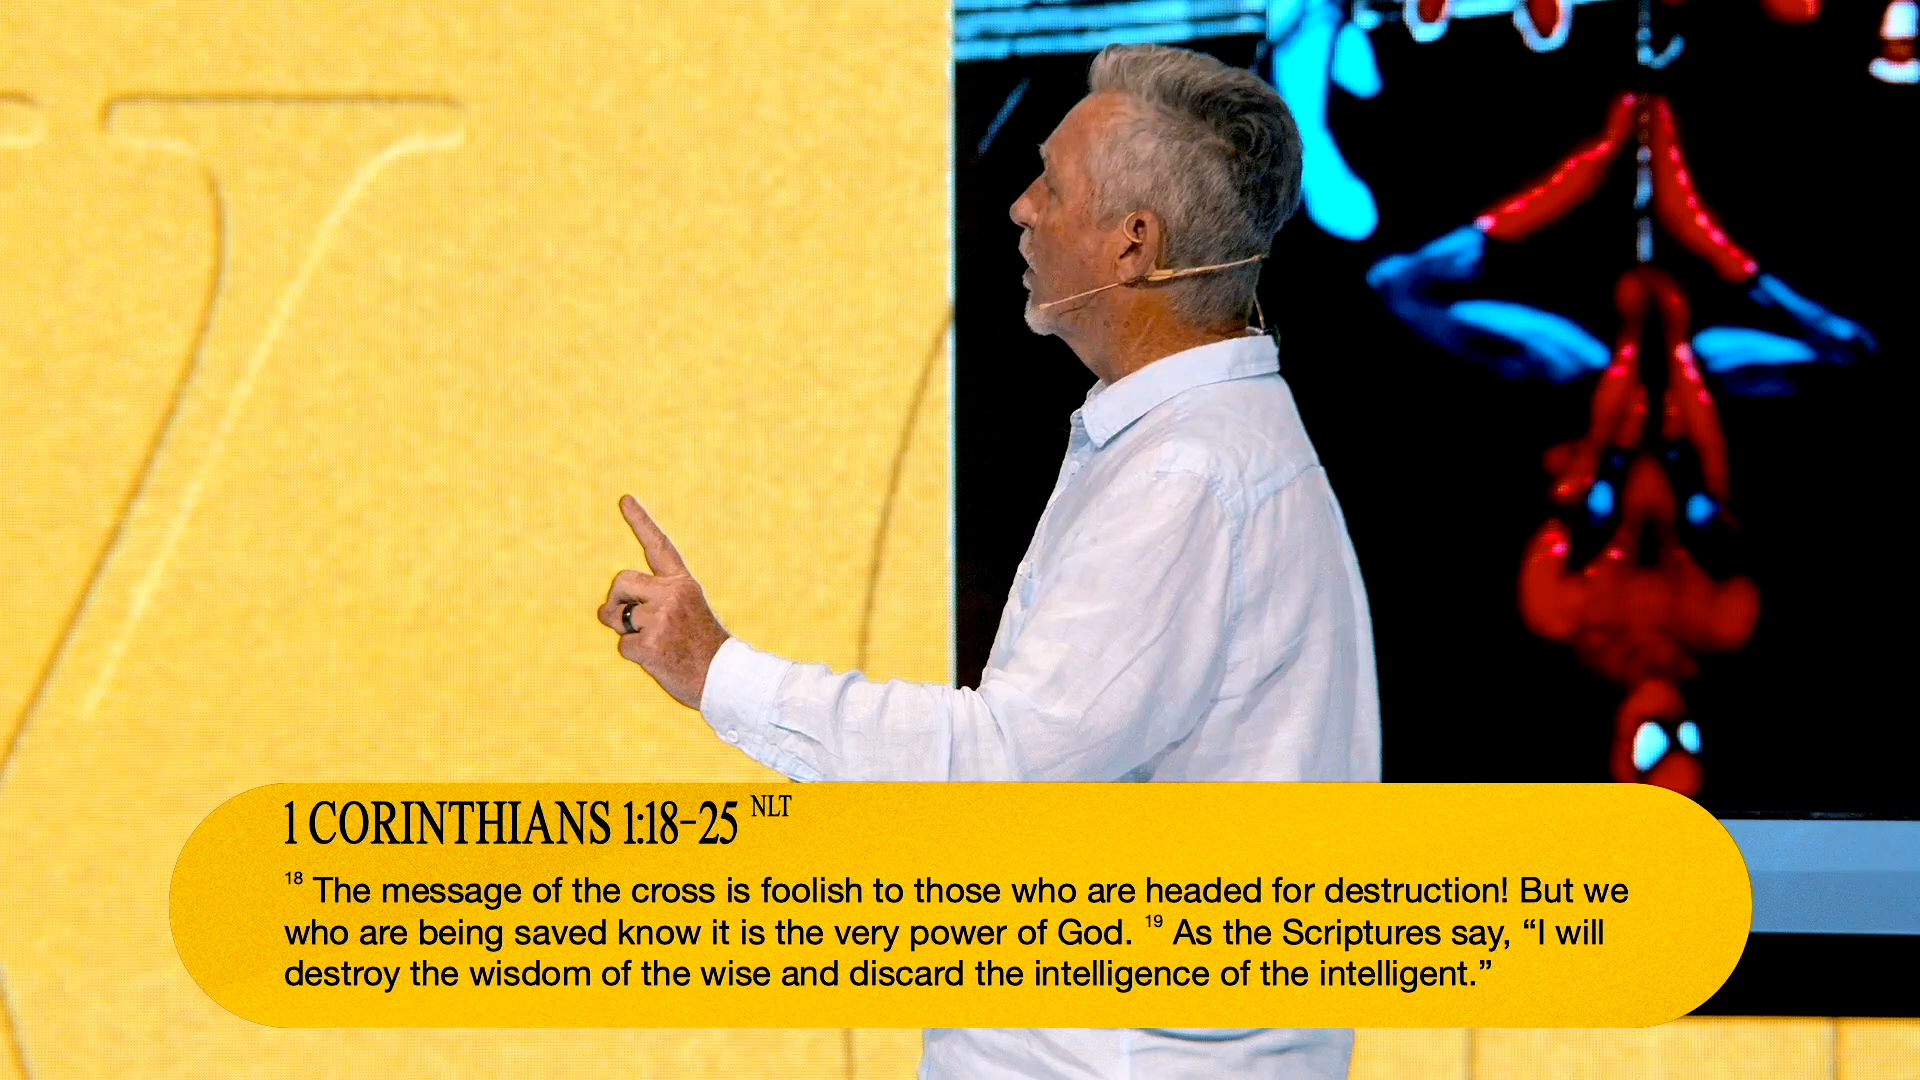 1 CORINTHIANS 1:18-25 NLT
18 The message of the cross is foolish to those who are headed for destruction! But we
who are being saved know it is the very power of God. 19 As the Scriptures say, “I will
destroy the wisdom of the wise and discard the intelligence of the intelligent.”